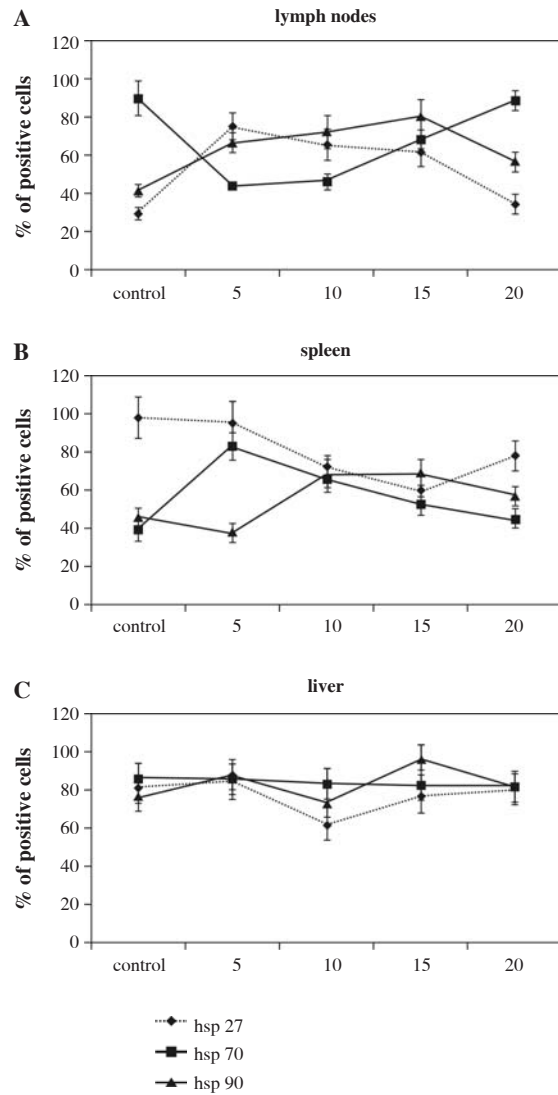 A
lymph nodes
% of positive cells
120
100
80
60
40
20
0
control 5 10 15 20
B
spleen
% of positive cells
120
100
80
60
40
20
0
control 5 10 15 20
C
liver
% of positive cells
120
100
80
60
40
20
0
control 5 10 15 20
hsp 27
hsp 70
hsp 90